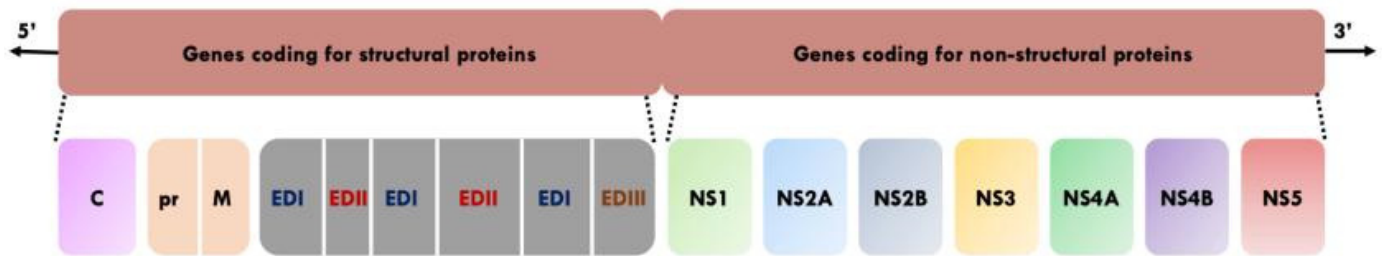 5’
Genes coding for structural proteins
Genes coding for non-structural proteins
3’
C
pr
M
EDI
EDII
EDI
EDII
EDI
EDIII
NS1
NS2A
NS2B
NS3
NS4A
NS4B
NS5